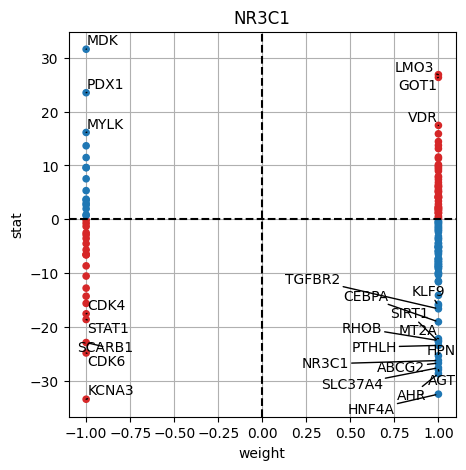 NR3C1
MDK
LMO3
GOT1
PDX1
VDR
MYLK
TGFBR2
CEBPA
KLF9
CDK4
SIRT1
STAT1
RHOB
MT2A
SCARB1
PTHLH
HPN
CDK6
NR3C1
ABCG2
SLC37A4
AGT
KCNA3
AHR
HNF4A
stat
30
20
10
0
−10
−20
−30
−1.00
−0.75
−0.50
−0.25
0.00
0.25
0.50
0.75
1.00
weight